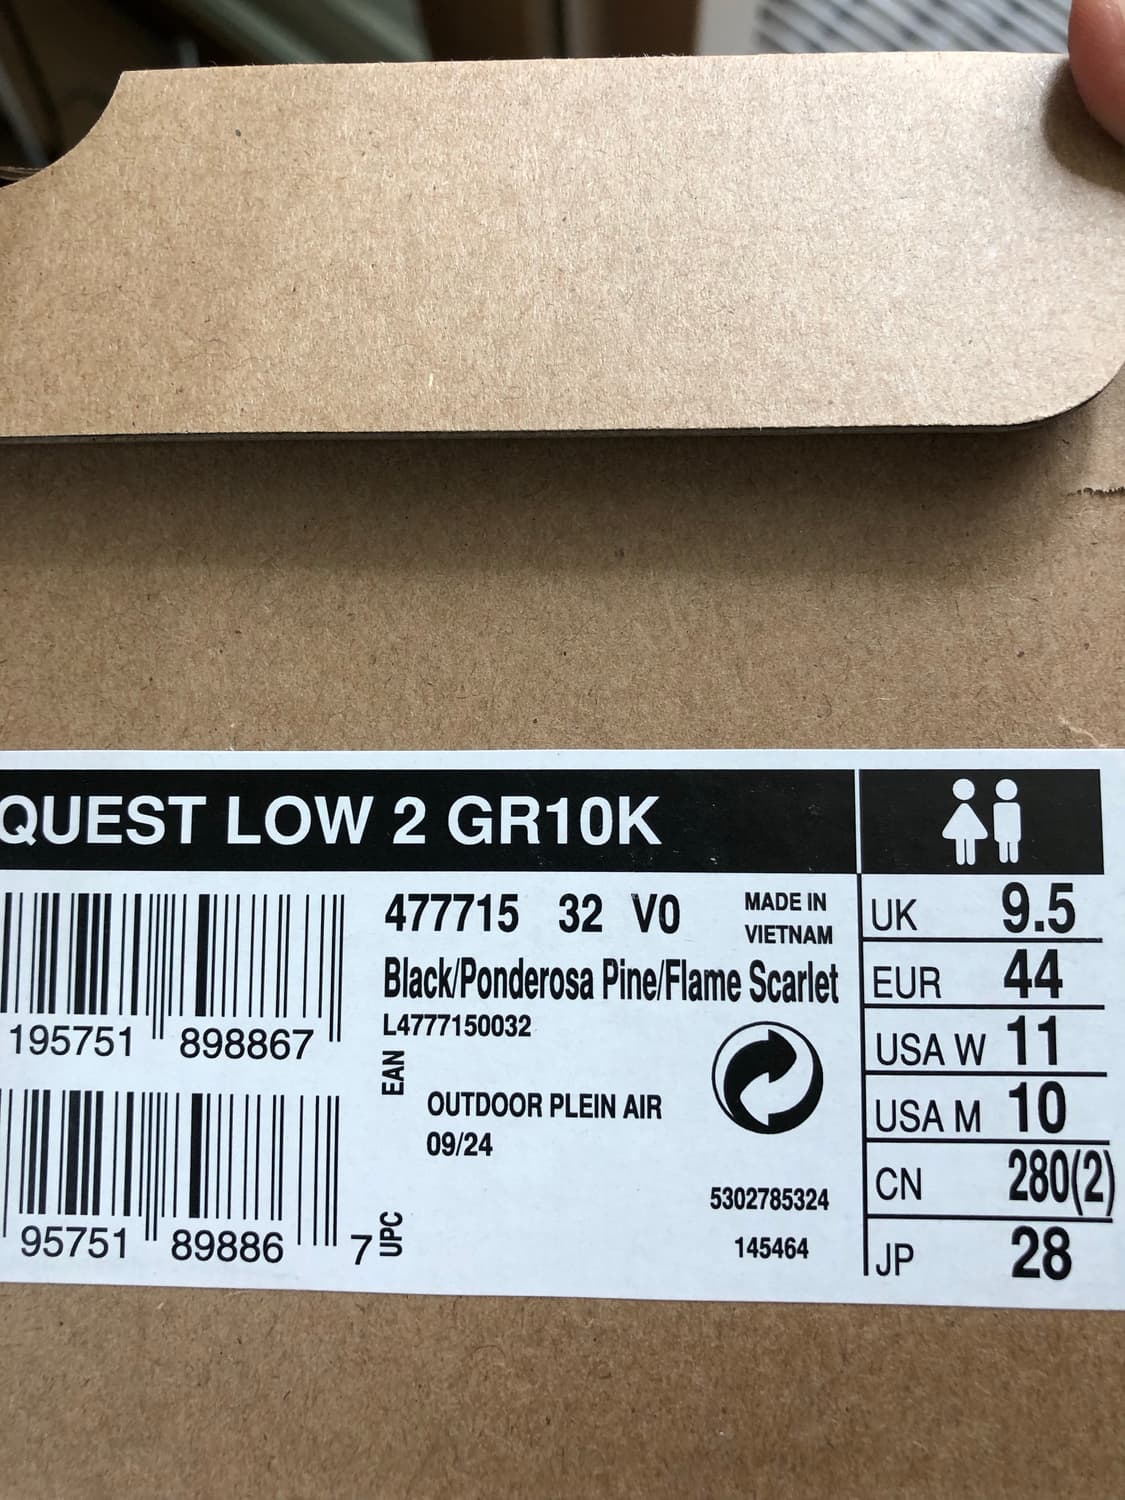 QUEST LOW 2 GR10K
477715 32 V0
MADE IN
VIETNAM
Black/Ponderosa Pine/Flame Scarlet
L4777150032
195751 898867
EAN
OUTDOOR PLEIN AIR
09/24
5302785324
145464
95751 89886 7
UPC
UK 9.5
EUR 44
USA W 11
USA M 10
CN 280(2)
JP 28